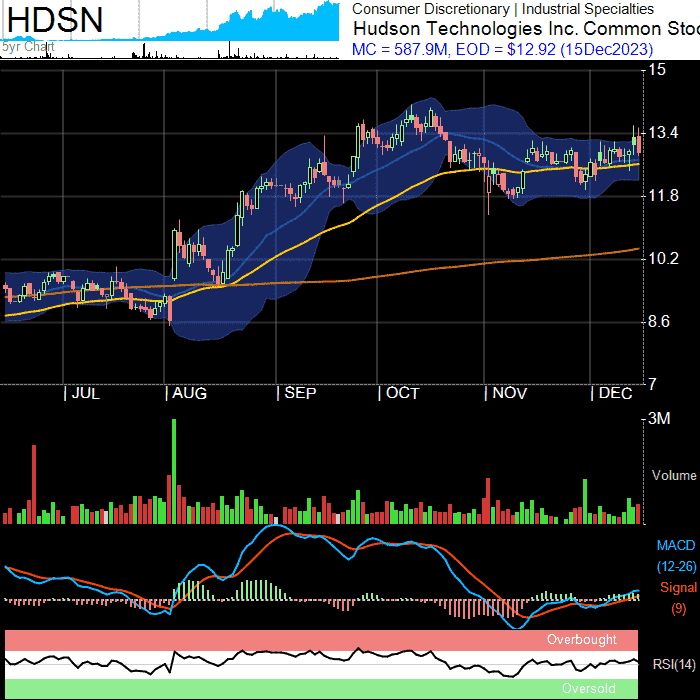 HDSN
5yr Chart
Consumer Discretionary | Industrial Specialties
Hudson Technologies Inc. Common Stoc
MC = 587.9M, EOD = $12.92 (15Dec2023)
15
13.4
11.8
10.2
8.6
7
| JUL | AUG | SEP | OCT | NOV | DEC
3M
Volume
MACD
(12-26)
Signal
(9)
Overbought
RSI(14)
Oversold